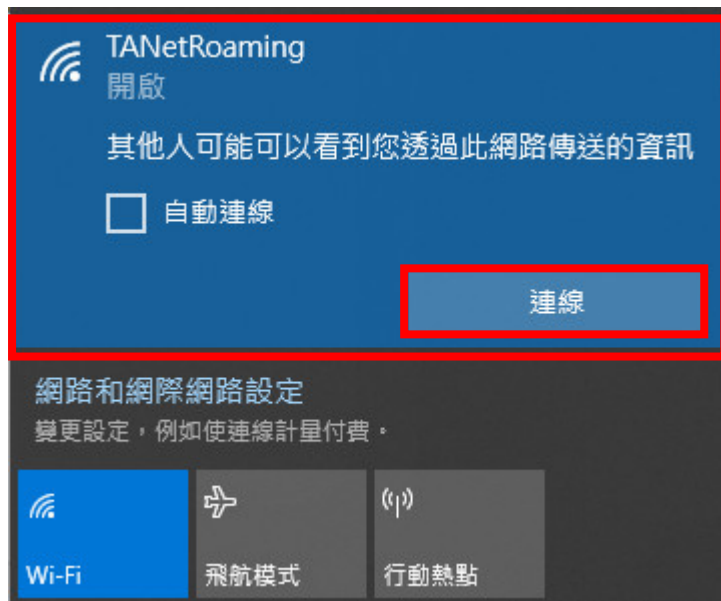 TANetRoaming
開啟
其他人可能可以看到您透過此網路傳送的資訊
自動連線
連線
網路和網際網路設定
變更設定，例如使連線計量付費。
Wi-Fi
飛航模式
行動熱點